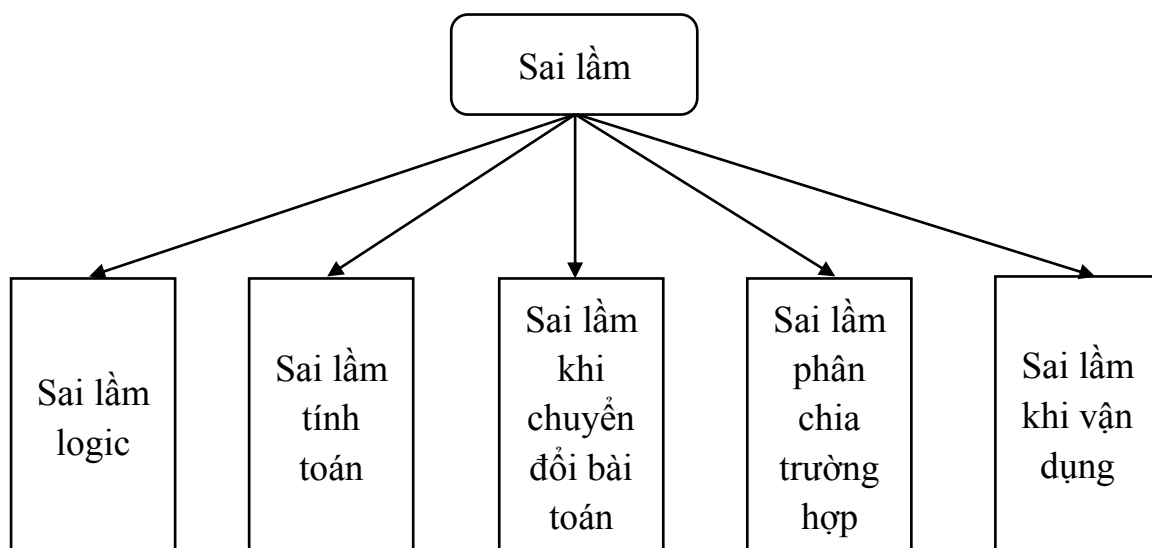 Sai lầm
Sai lầm
logic
Sai lầm
tính
toán
Sai lầm
khi
chuyển
đổi bài
toán
Sai lầm
phân
chia
trường
hợp
Sai lầm
khi vận
dụng